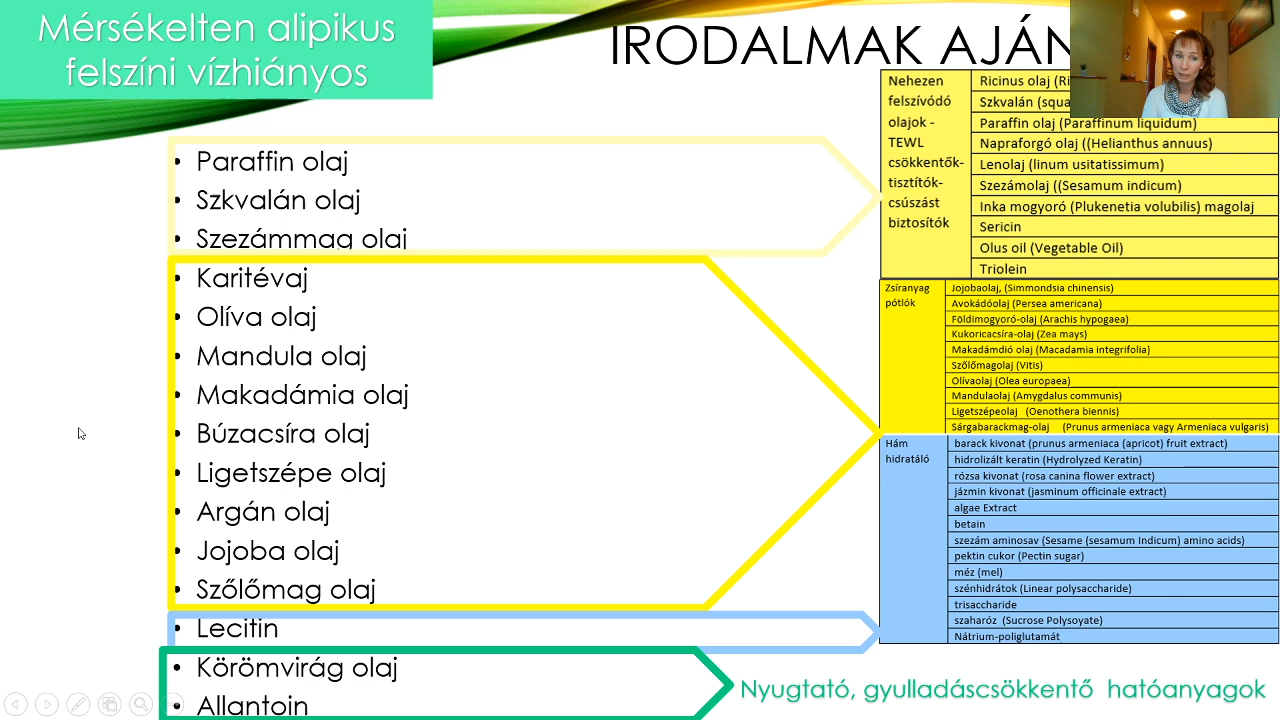 Mérsékelten alipikus
felszíni vízhiányos
IRODALMAK
• Paraffin olaj
• Szkvalán olaj
• Szezámmag olaj
• Karitévaj
• Olíva olaj
• Mandula olaj
• Makadámia olaj
• Búzacsíra olaj
• Ligetszépe olaj
• Argán olaj
• Jojoba olaj
• Szőlőmag olaj
• Lecitin
• Körömvirág olaj
• Allantoin
Nehezen
felszívódó
olajok -
TEWL
csökkentők-
tisztítók-
csúszást
biztosítók
Ricinus olaj
Szkvalán
Paraffin olaj (Paraffinum liquidum)
Napraforgó olaj ((Helianthus annuus)
Lenolaj (linum usitatissimum)
Szezámolaj ((Sesamum indicum)
Inka mogyoró (Plukenetia volubilis) magolaj
Sericin
Olus oil (Vegetable Oil)
Triolein
Zsíranyag
pótlók
Jojobaolaj, (Simmondsia chinensis)
Avokádóolaj (Persea americana)
Földimogyoró-olaj (Arachis hypogaea)
Kukoricacsíra-olaj (Zea mays)
Makadámdió olaj (Macadamia integrifolia)
Szőlőmagolaj (Vitis)
Olívaolaj (Olea europaea)
Mandulaolaj (Amygdalus communis)
Ligetszépeolaj (Oenothera biennis)
Sárgabarackmag-olaj (Prunus armeniaca vagy Armeniaca vulgaris)
Hám
hidratáló
barack kivonat (prunus armeniaca (apricot) fruit extract)
hidrolizált keratin (Hydrolyzed Keratin)
rózsa kivonat (rosa canina flower extract)
jázmin kivonat (jasminum officinale extract)
algae Extract
betain
szezám aminosav (Sesame (sesamum Indicum) amino acids)
pektin cukor (Pectin sugar)
méz (mel)
szénhidrátok (Linear polysaccharide)
trisaccharide
szaharóz (Sucrose Polysoyate)
Nátrium-poliglutamát
Nyugtató, gyulladáscsökkentő hatóanyagok